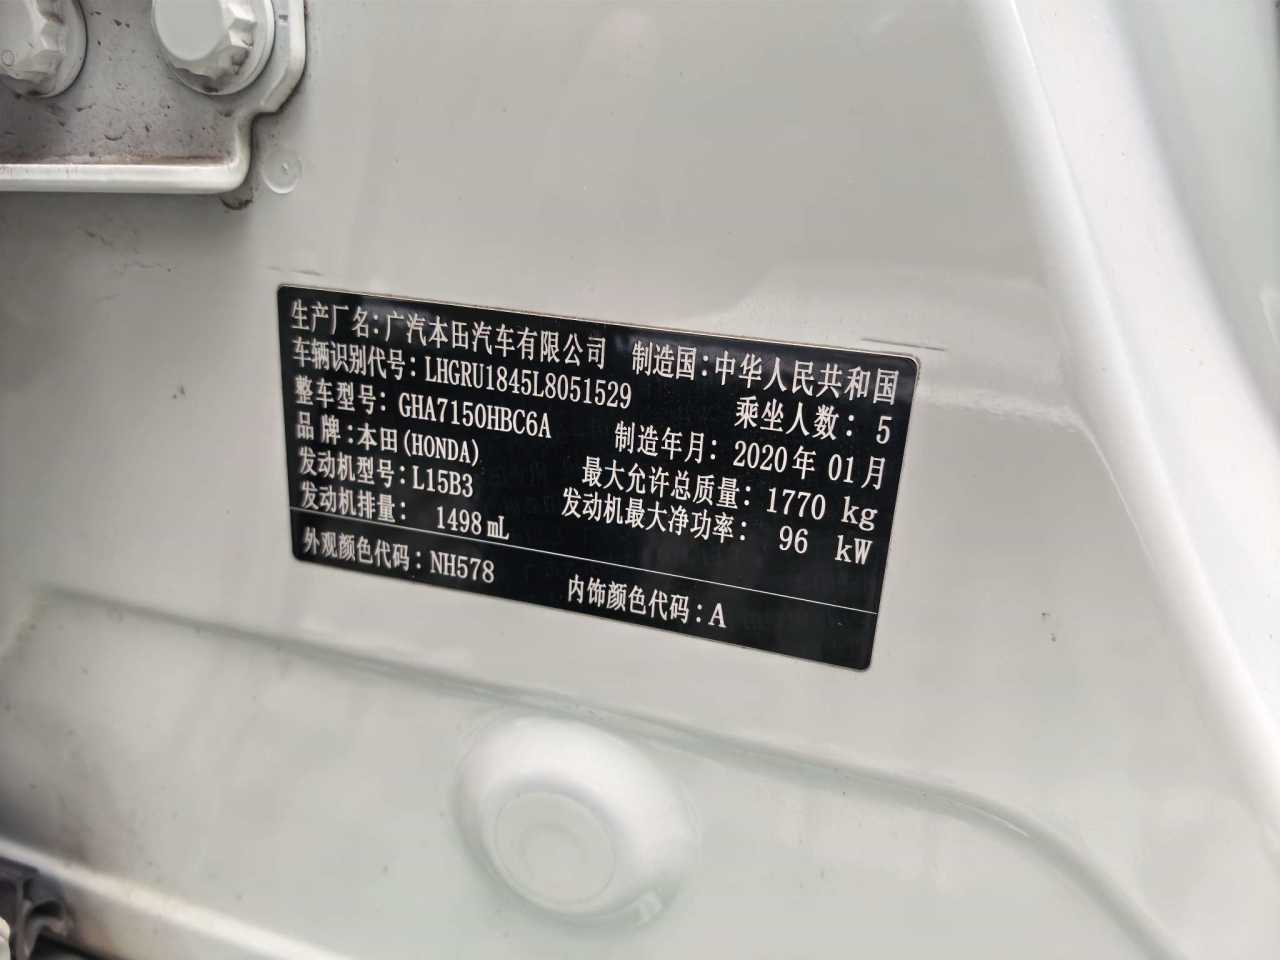 生产厂名:广汽本田汽车有限公司 制造国:中华人民共和国
车辆识别代号:LHGRU1845L8051529 乘坐人数:5
整车型号:GHA7150HBC6A 制造年月:2020年01月
品牌:本田(HONDA) 最大允许总质量:1770 kg
发动机型号:L15B3 发动机最大净功率:96 kW
发动机排量:1498 mL
外观颜色代码:NH578 内饰颜色代码:A